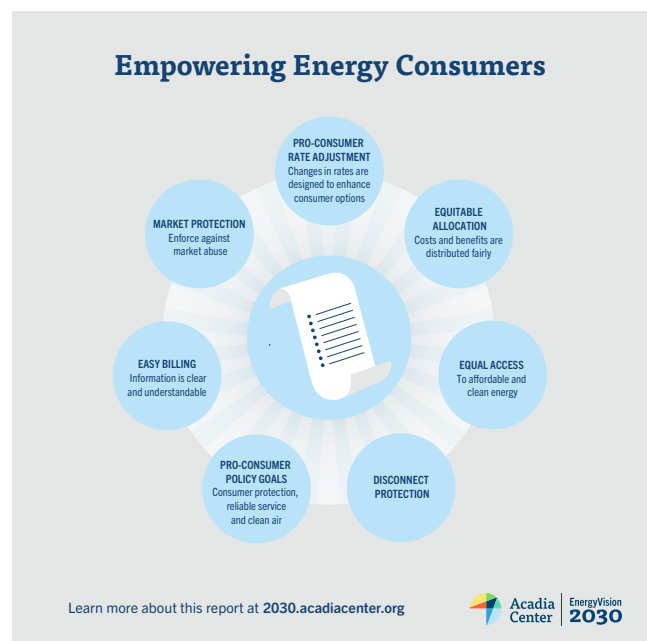 Empowering Energy Consumers
PRO-CONSUMER
RATE ADJUSTMENT
Changes in rates are
designed to enhance
consumer options
EQUITABLE
ALLOCATION
Costs and benefits are
distributed fairly
EQUAL ACCESS
To affordable and
clean energy
DISCONNECT
PROTECTION
PRO-CONSUMER
POLICY GOALS
Consumer protection,
reliable service
and clean air
EASY BILLING
Information is clear
and understandable
MARKET PROTECTION
Enforce against
market abuse
Learn more about this report at 2030.acadiacenter.org
Acadia
Center
EnergyVision
2030